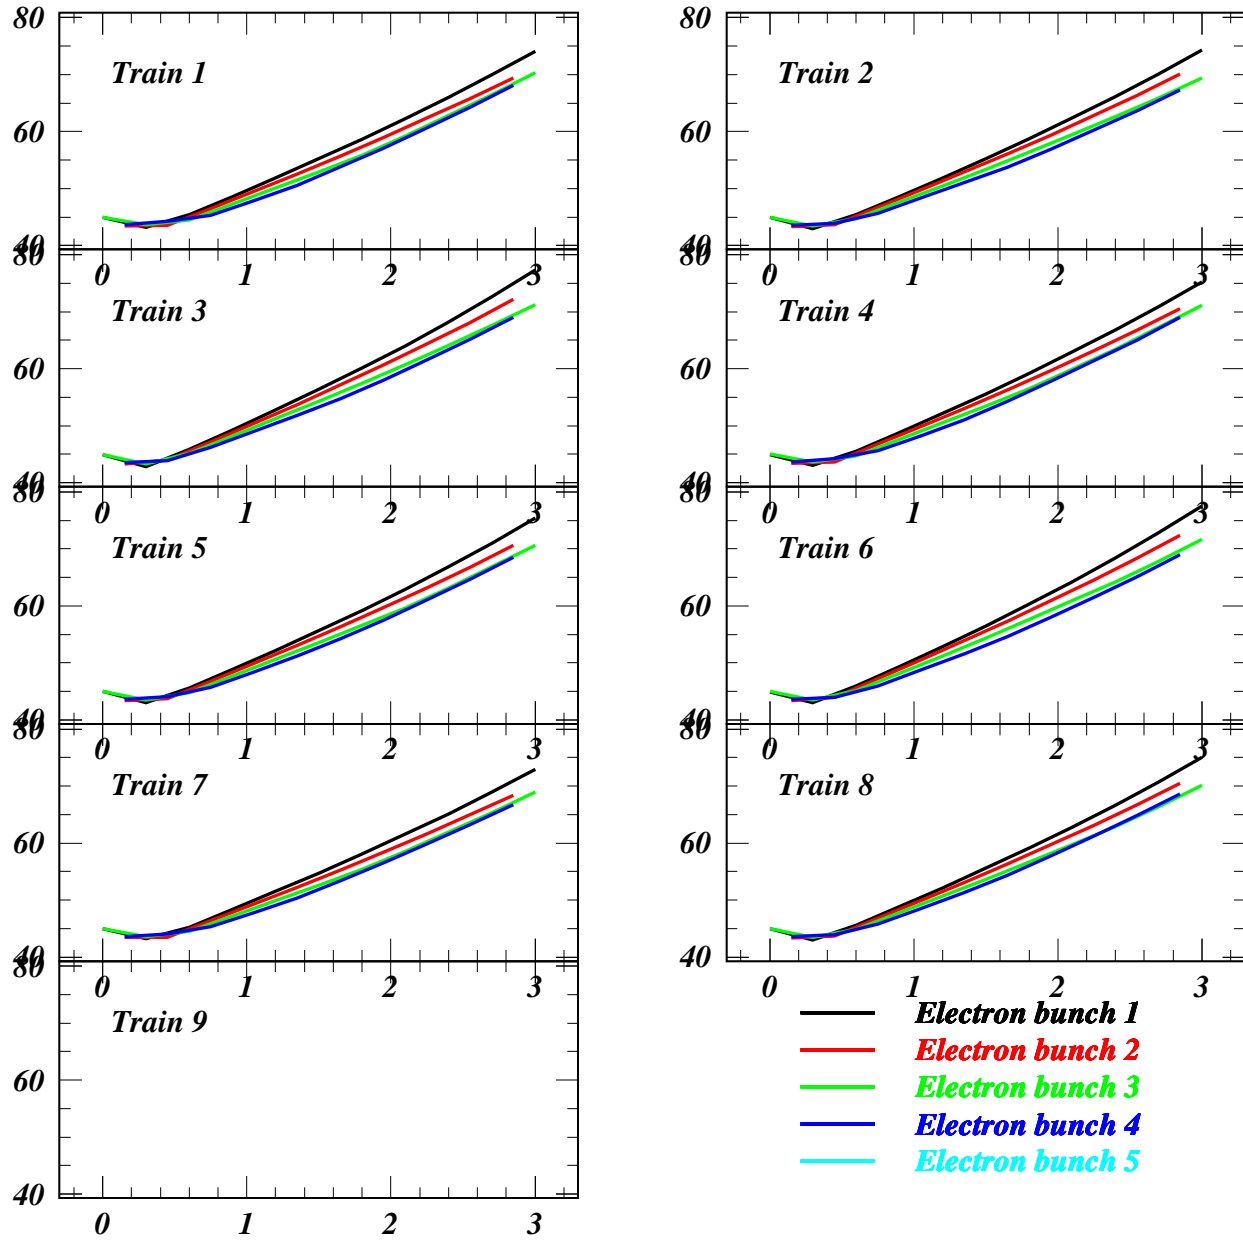 80 80
Train 1 Train 2
60 60
40 40
80 80
0 1 2 3 0 1 2 3
Train 3 Train 4
60 60
40 40
80 80
0 1 2 3 0 1 2 3
Train 5 Train 6
60 60
40 40
80 80
0 1 2 3 0 1 2 3
Train 7 Train 8
60 60
40 40
80
0 1 2 3 0 1 2 3
Train 9
60
40
0 1 2 3
Electron bunch 1
Electron bunch 2
Electron bunch 3
Electron bunch 4
Electron bunch 5